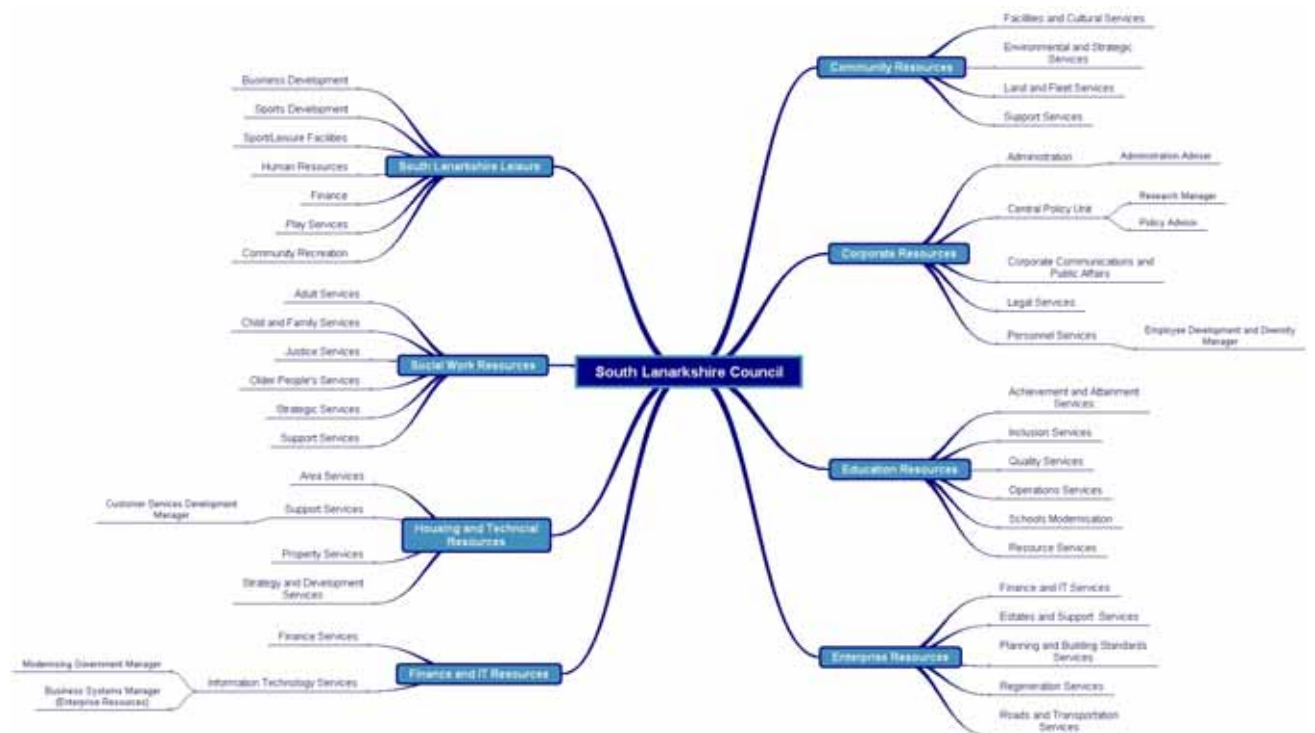 South Lanarkshire Council
Community Resources
Facilities and Cultural Services
Environmental and Strategic
Services
Land and Fleet Services
Support Services
Corporate Resources
Administration
Administration Adviser
Central Policy Unit
Research Manager
Policy Advisor
Corporate Communications and
Public Affairs
Legal Services
Personnel Services
Employee Development and Diversity
Manager
Education Resources
Achievement and Attainment
Services
Inclusion Services
Quality Services
Operations Services
Schools Modernisation
Resource Services
Enterprise Resources
Finance and IT Services
Estates and Support Services
Planning and Building Standards
Services
Regeneration Services
Roads and Transportation
Services
South Lanarkshire Leisure
Business Development
Sports Development
Sport/Leisure Facilities
Human Resources
Finance
Play Services
Community Recreation
Social Work Resources
Adult Services
Child and Family Services
Justice Services
Older People's Services
Strategic Services
Support Services
Housing and Techncial
Resources
Area Services
Support Services
Customer Services Development
Manager
Property Services
Strategy and Development
Services
Finance and IT Resources
Finance Services
Information Technology Services
Modernising Government Manager
Business Systems Manager
(Enterprise Resources)